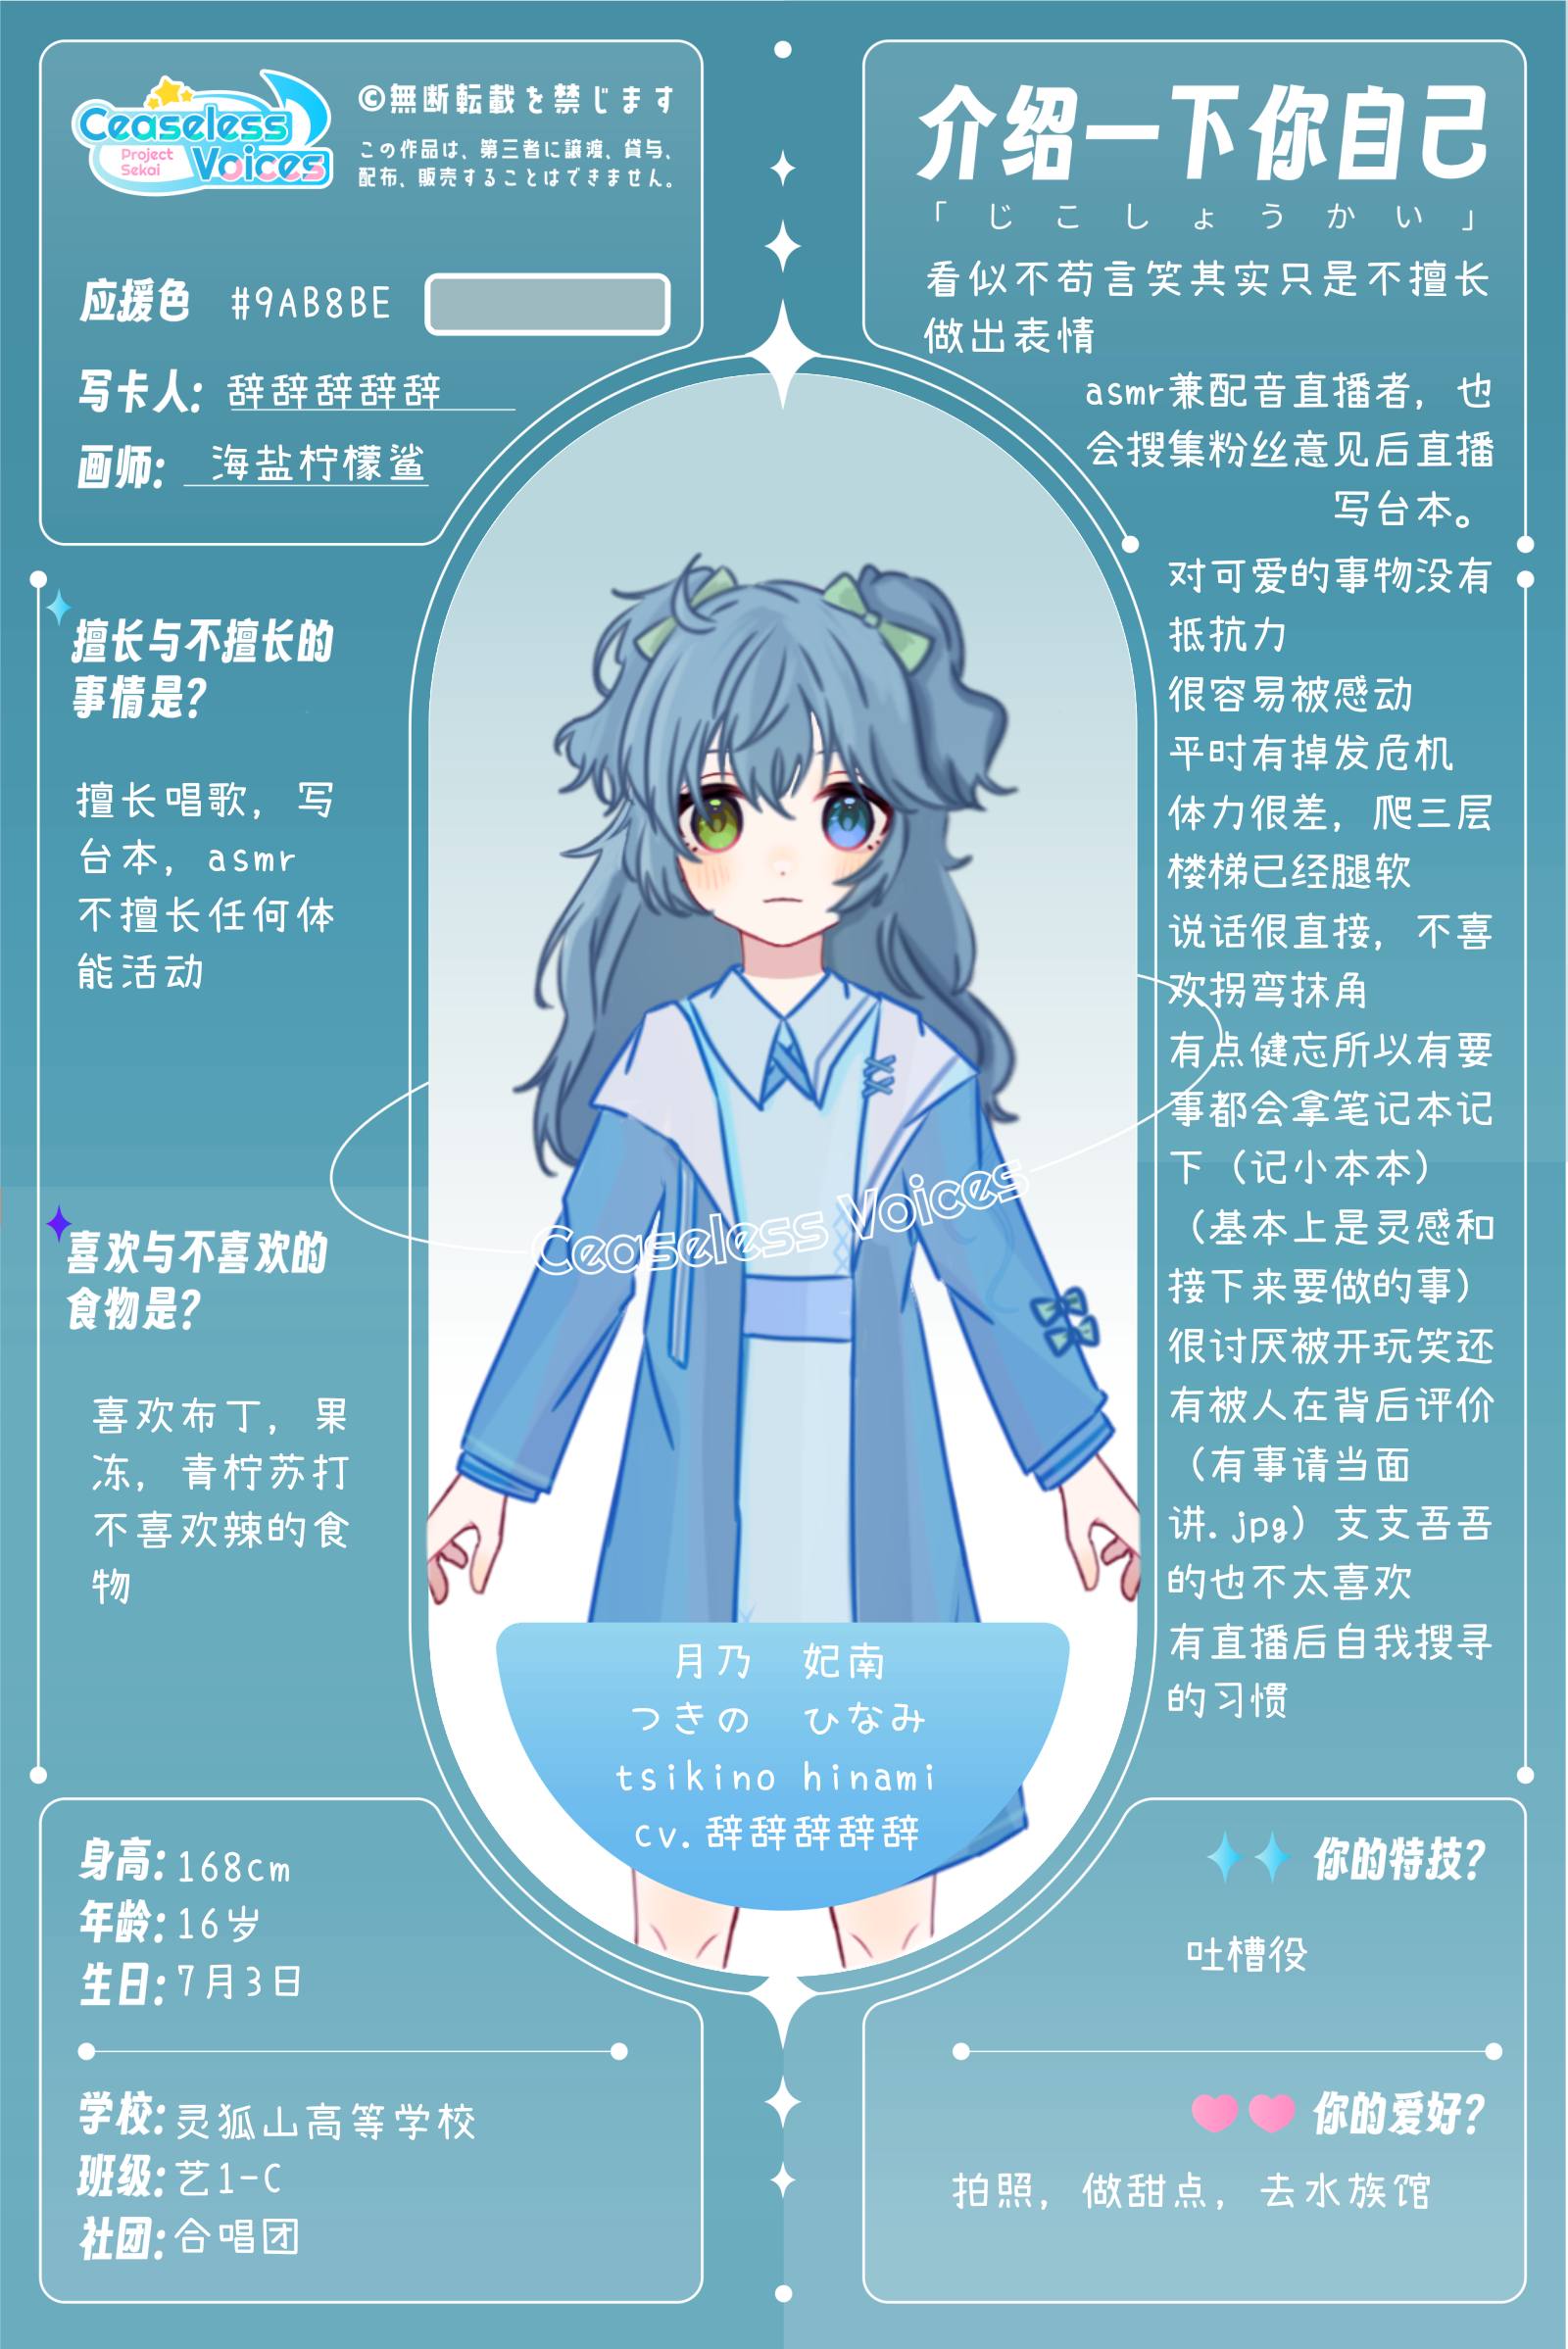 Ceaseless
Voices
Project
Sekai
©無断転載を禁じます
この作品は、第三者に譲渡、貸与、
配布、販売することはできません。
应援色 #9AB8BE
写卡人: 辞辞辞辞辞
画师: 海盐柠檬鲨
介绍一下你自己
「じこしょうかい」
看似不苟言笑其实只是不擅长
做出表情
asmr兼配音直播者，也
会搜集粉丝意见后直播
写台本。
对可爱的事物没有
抵抗力
很容易被感动
平时有掉发危机
体力很差，爬三层
楼梯已经腿软
说话很直接，不喜
欢拐弯抹角
有点健忘所以有要
事都会拿笔记本记
下（记小本本）
（基本上是灵感和
接下来要做的事）
很讨厌被开玩笑还
有被人在背后评价
（有事请当面
讲.jpg）支支吾吾
的也不太喜欢
有直播后自我搜寻
的习惯
擅长与不擅长的
事情是?
擅长唱歌，写
台本，asmr
不擅长任何体
能活动
喜欢与不喜欢的
食物是?
喜欢布丁，果
冻，青柠苏打
不喜欢辣的食
物
Ceaseless Voices
月乃 妃南
つきの ひなみ
tsikino hinami
cv.辞辞辞辞辞
身高: 168cm
年龄: 16岁
生日: 7月3日
学校: 灵狐山高等学校
班级: 艺1-C
社团: 合唱团
你的特技?
吐槽役
你的爱好?
拍照，做甜点，去水族馆